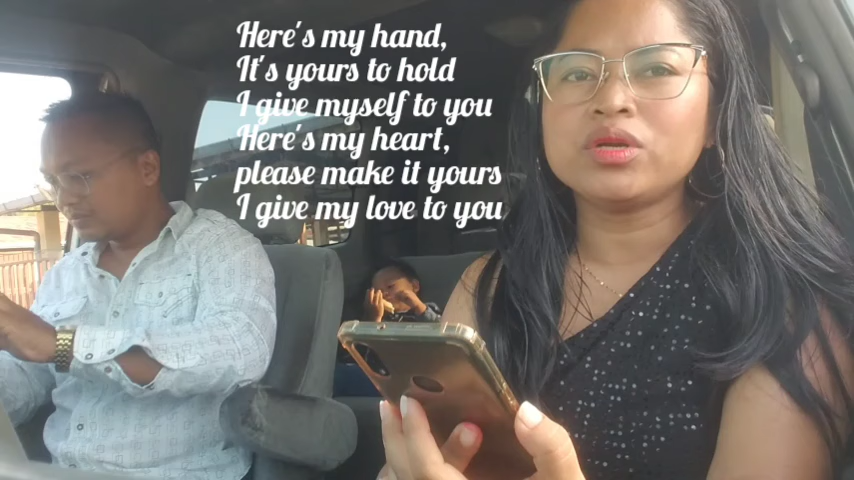 Here's my hand,
It's yours to hold
I give myself to you
Here's my heart,
please make it yours
I give my love to you